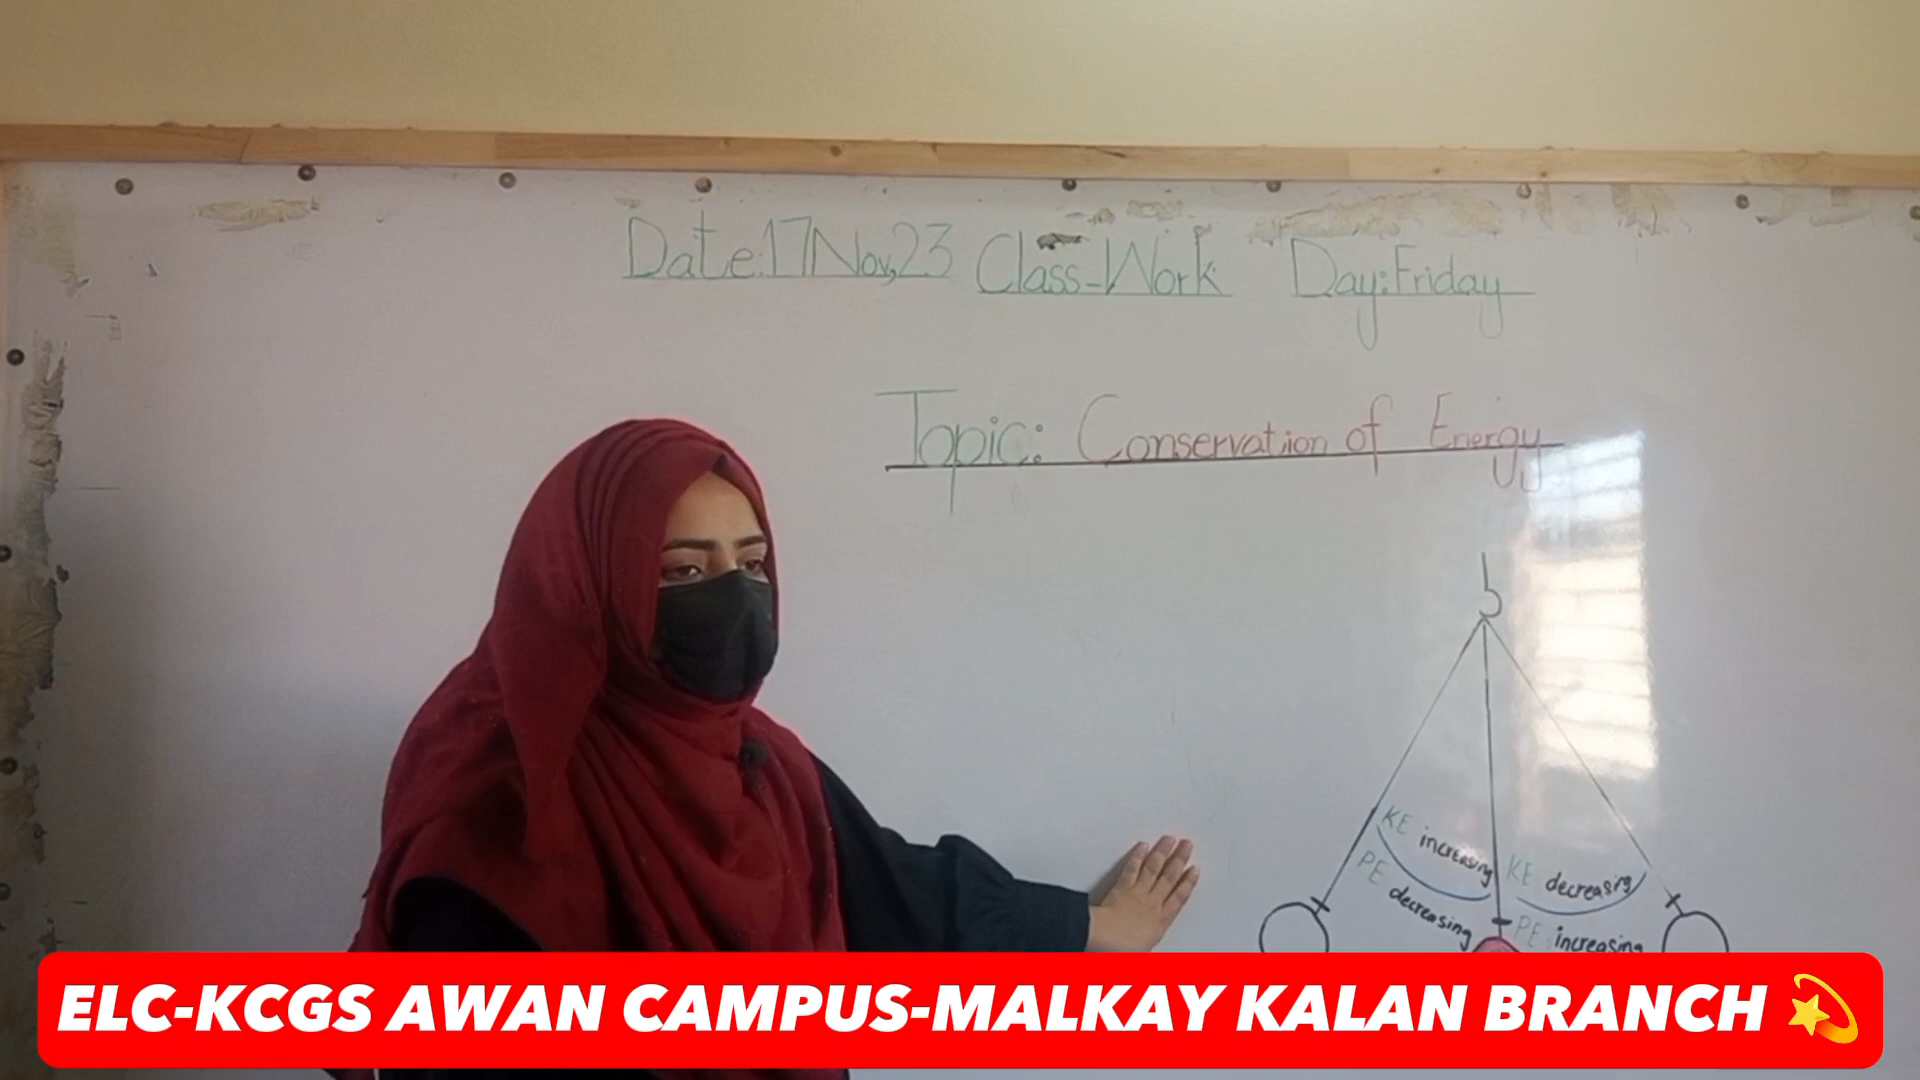 Date:17Nov,23 Class-Work Day:Friday
Topic: Conservation of Energy
KE increasing
PE decreasing
KE decreasing
PE increasing
ELC-KCGS AWAN CAMPUS-MALKAY KALAN BRANCH 💫